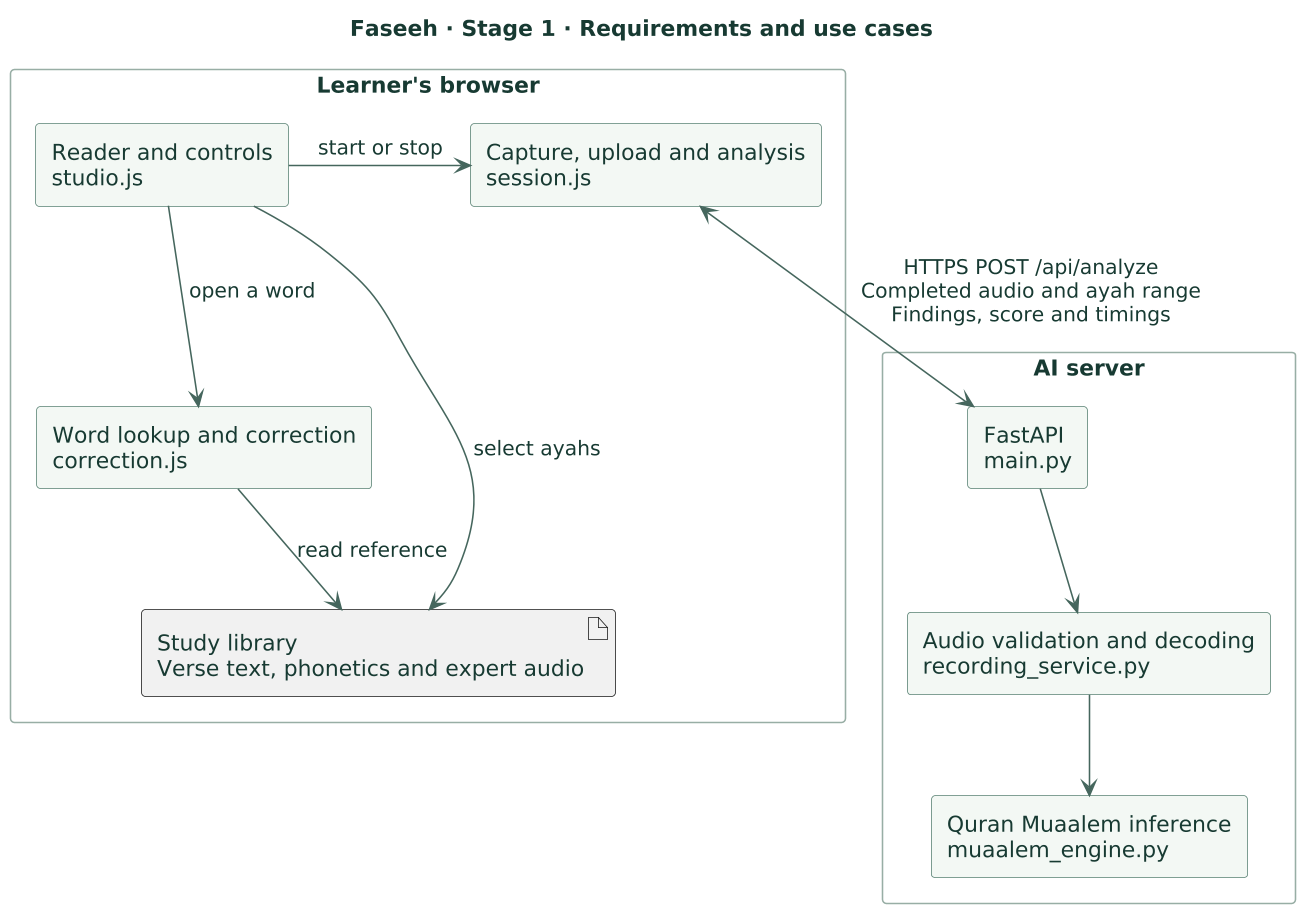 Faseeh · Stage 1 · Requirements and use cases
Learner's browser
Reader and controls
studio.js
start or stop
Capture, upload and analysis
session.js
open a word
HTTPS POST /api/analyze
Completed audio and ayah range
Findings, score and timings
AI server
Word lookup and correction
correction.js
select ayahs
FastAPI
main.py
read reference
Study library
Verse text, phonetics and expert audio
Audio validation and decoding
recording_service.py
Quran Muaalem inference
muaalem_engine.py